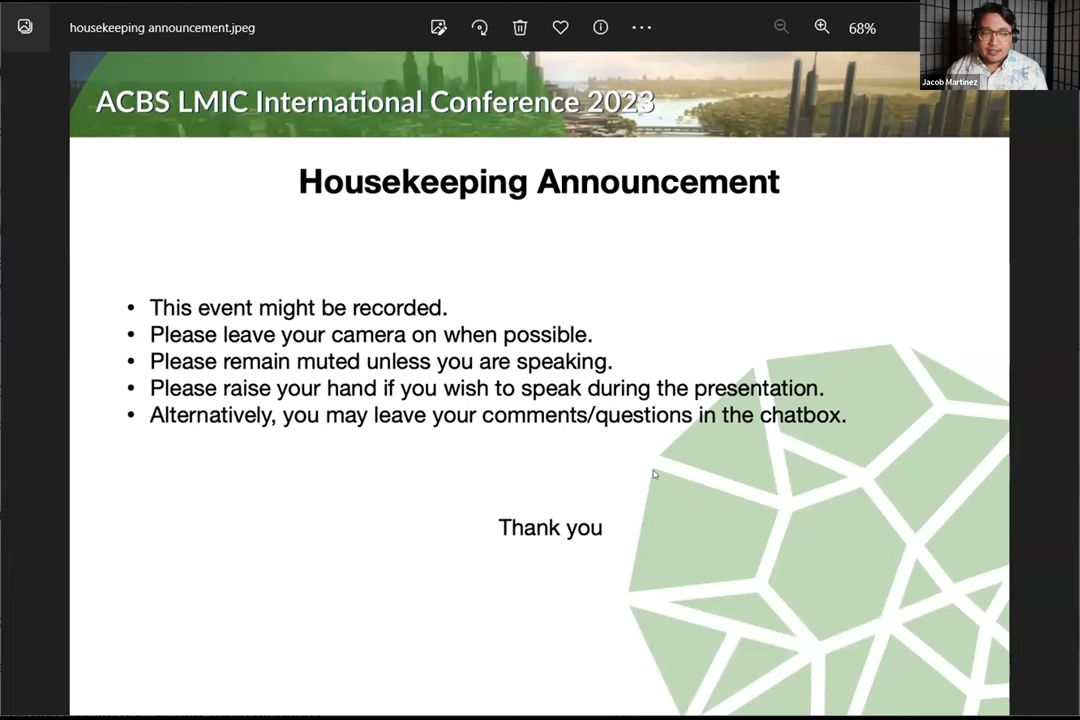 housekeeping announcement.jpeg
68%
Jacob Martinez
ACBS LMIC International Conference 2023
Housekeeping Announcement
• This event might be recorded.
• Please leave your camera on when possible.
• Please remain muted unless you are speaking.
• Please raise your hand if you wish to speak during the presentation.
• Alternatively, you may leave your comments/questions in the chatbox.
Thank you